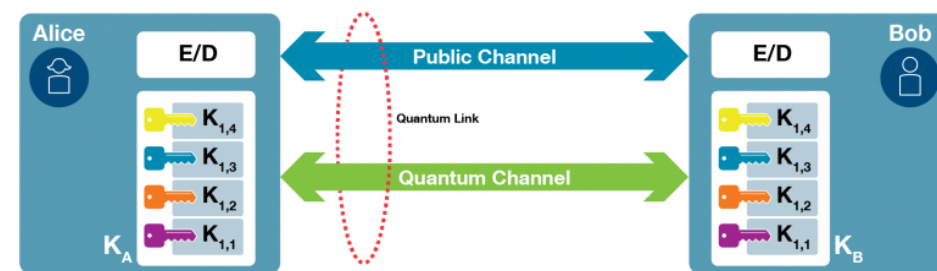 Alice
E/D
K1,4
K1,3
K1,2
K1,1
KA
Public Channel
Quantum Link
Quantum Channel
Bob
E/D
K1,4
K1,3
K1,2
K1,1
KB